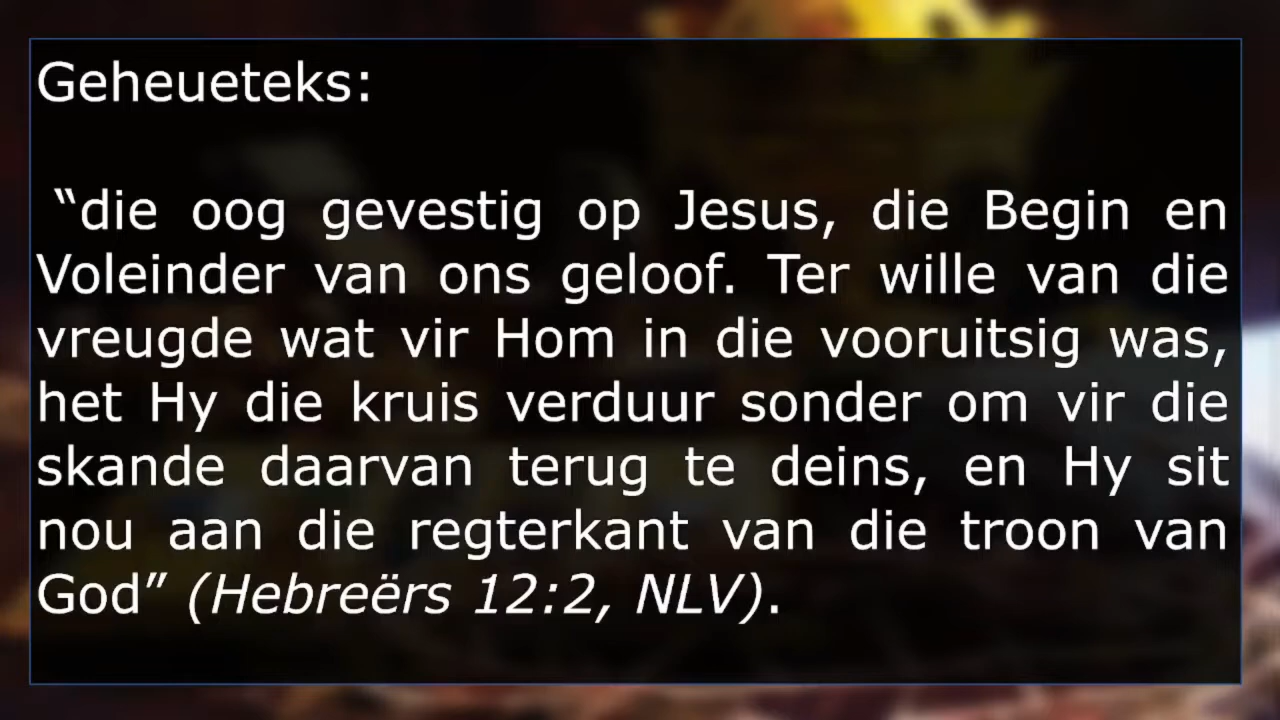 Geheueteks:
“die oog gevestig op Jesus, die Begin en
Voleinder van ons geloof. Ter wille van die
vreugde wat vir Hom in die vooruitsig was,
het Hy die kruis verduur sonder om vir die
skande daarvan terug te deins, en Hy sit
nou aan die regterkant van die troon van
God” (Hebreërs 12:2, NLV).